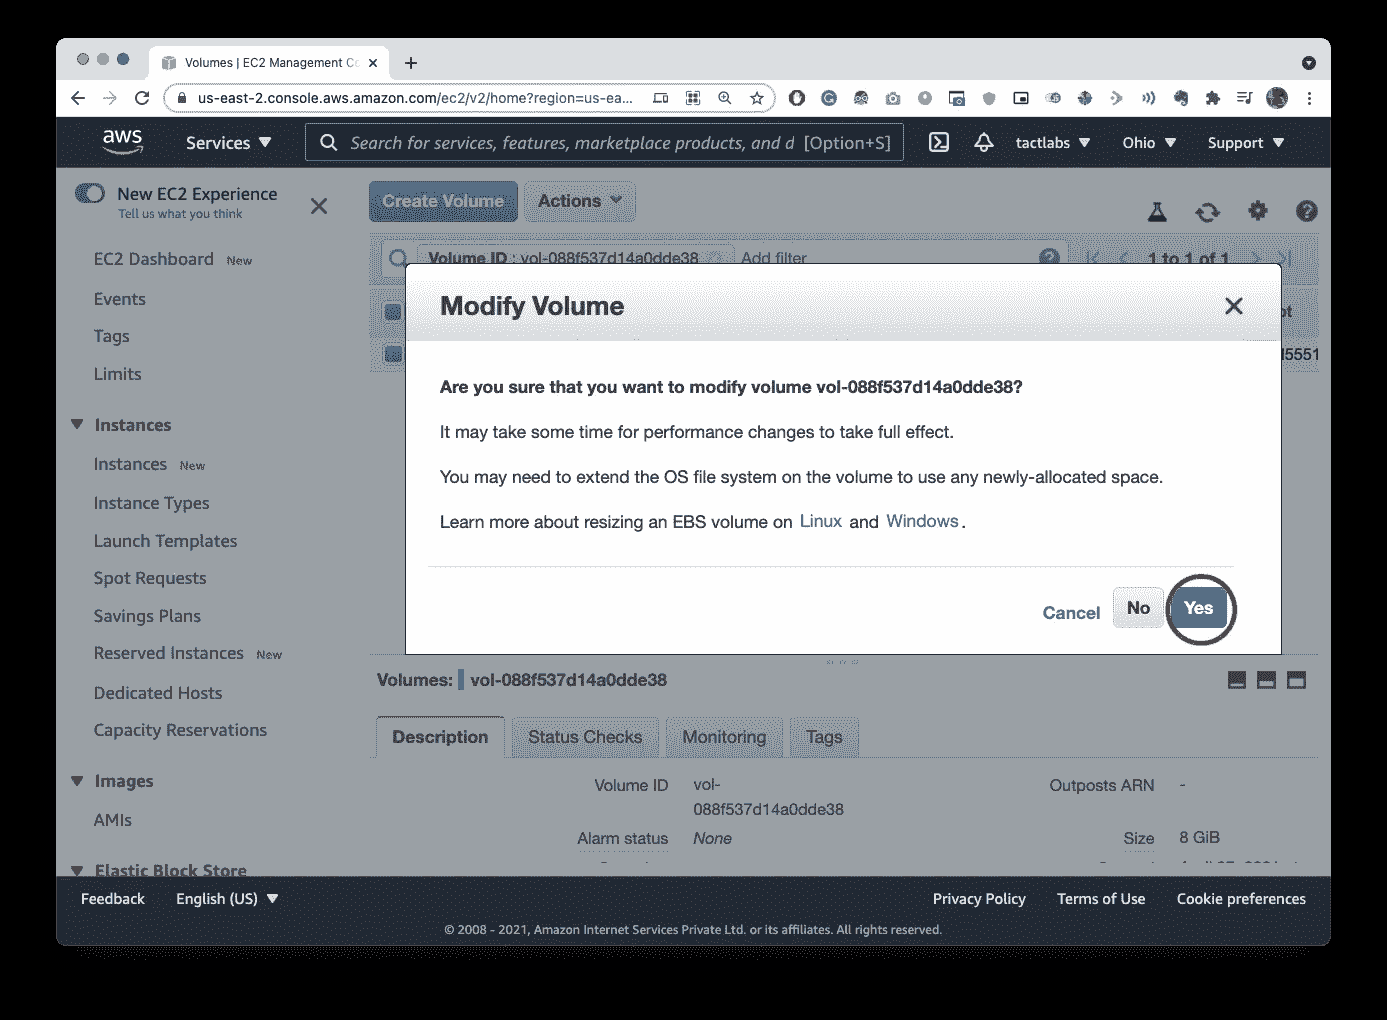 Volumes | EC2 Management Co
us-east-2.console.aws.amazon.com/ec2/v2/home?region=us-ea...
aws
Services
Search for services, features, marketplace products, and d [Option+S]
tactlabs
Ohio
Support
New EC2 Experience
Tell us what you think
Create Volume
Actions
EC2 Dashboard New
Events
Tags
Limits
Instances
Instances New
Instance Types
Launch Templates
Spot Requests
Savings Plans
Reserved Instances New
Dedicated Hosts
Capacity Reservations
Images
AMIs
Elastic Block Store
Volume ID : vol-088f537d14a0dde38 Add filter
1 to 1 of 1
Modify Volume
Are you sure that you want to modify volume vol-088f537d14a0dde38?
It may take some time for performance changes to take full effect.
You may need to extend the OS file system on the volume to use any newly-allocated space.
Learn more about resizing an EBS volume on Linux and Windows.
Cancel
No
Yes
Volumes: vol-088f537d14a0dde38
Description
Status Checks
Monitoring
Tags
Volume ID
vol-
088f537d14a0dde38
Outposts ARN -
Alarm status None
Size 8 GiB
Feedback
English (US)
Privacy Policy
Terms of Use
Cookie preferences
© 2008 - 2021, Amazon Internet Services Private Ltd. or its affiliates. All rights reserved.